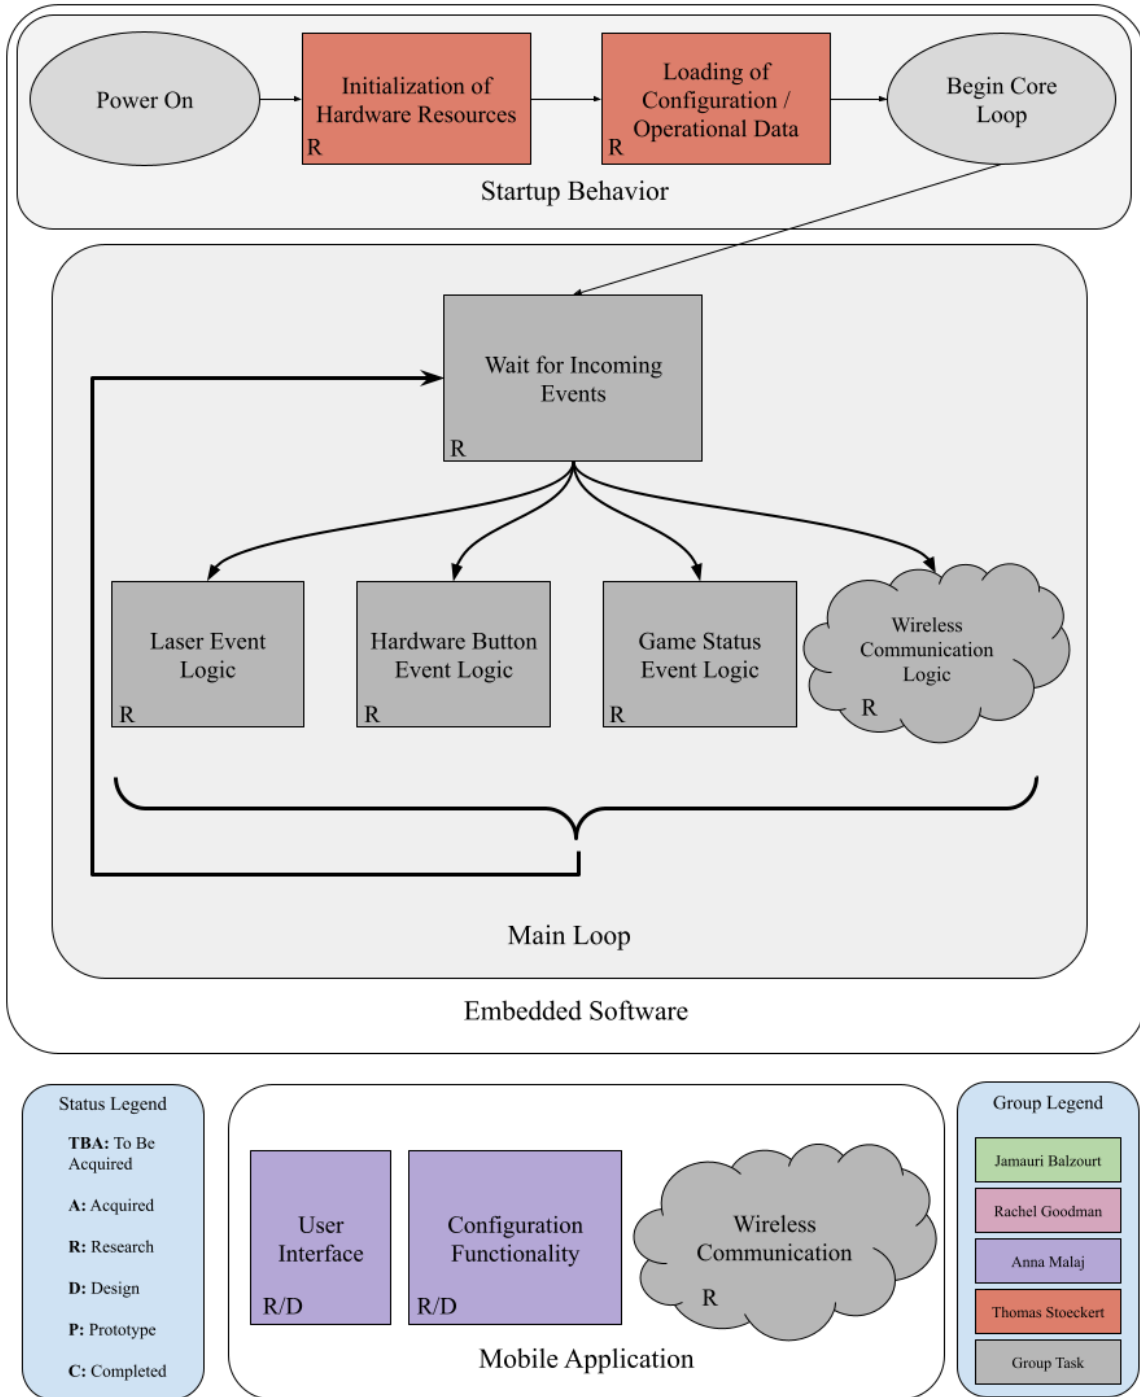 Power On
Initialization of
Hardware Resources
R
Loading of
Configuration /
Operational Data
R
Begin Core
Loop
Startup Behavior
Wait for Incoming
Events
R
Laser Event
Logic
R
Hardware Button
Event Logic
R
Game Status
Event Logic
R
Wireless
Communication
Logic
R
Main Loop
Embedded Software
Status Legend
TBA: To Be
Acquired
A: Acquired
R: Research
D: Design
P: Prototype
C: Completed
User
Interface
R/D
Configuration
Functionality
R/D
Wireless
Communication
R
Mobile Application
Group Legend
Jamauri Balzourt
Rachel Goodman
Anna Malaj
Thomas Stoeckert
Group Task